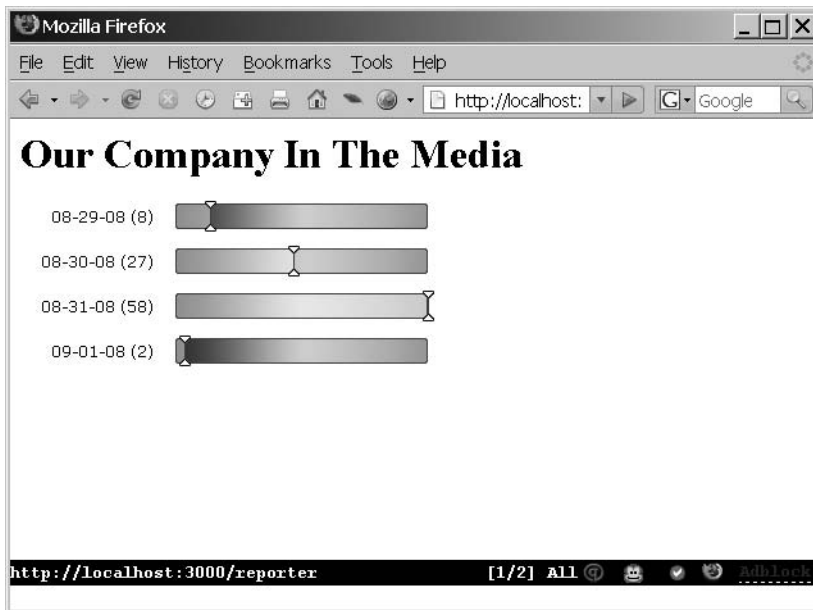 Mozilla Firefox
File Edit View History Bookmarks Tools Help
http://localhost: G Google
Our Company In The Media
08-29-08 (8)
08-30-08 (27)
08-31-08 (58)
09-01-08 (2)
http://localhost:3000/reporter [1/2] All Adblock